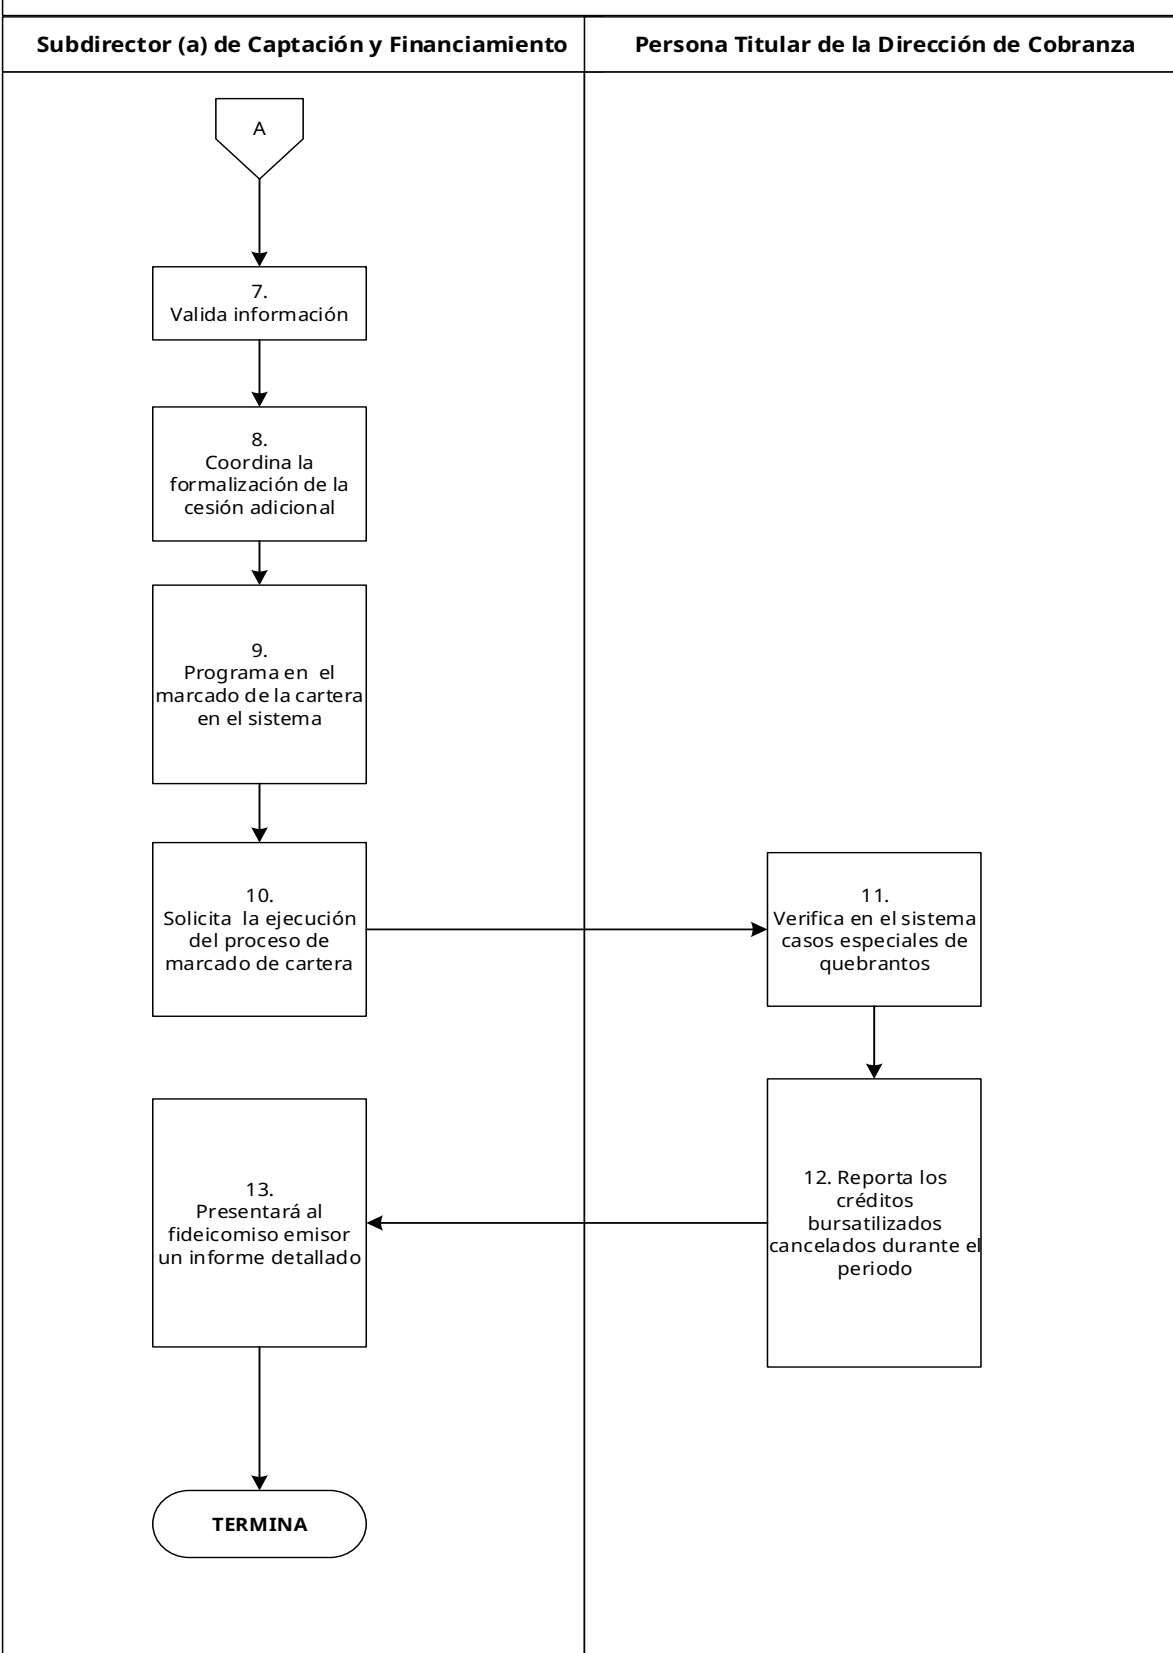 Subdirector (a) de Captación y Financiamiento
Persona Titular de la Dirección de Cobranza
A
7.
Valida información
8.
Coordina la
formalización de la
cesión adicional
9.
Programa en el
marcado de la cartera
en el sistema
10.
Solicita la ejecución
del proceso de
marcado de cartera
11.
Verifica en el sistema
casos especiales de
quebrantos
12. Reporta los
créditos
bursatilizados
cancelados durante el
periodo
13.
Presentará al
fideicomiso emisor
un informe detallado
TERMINA